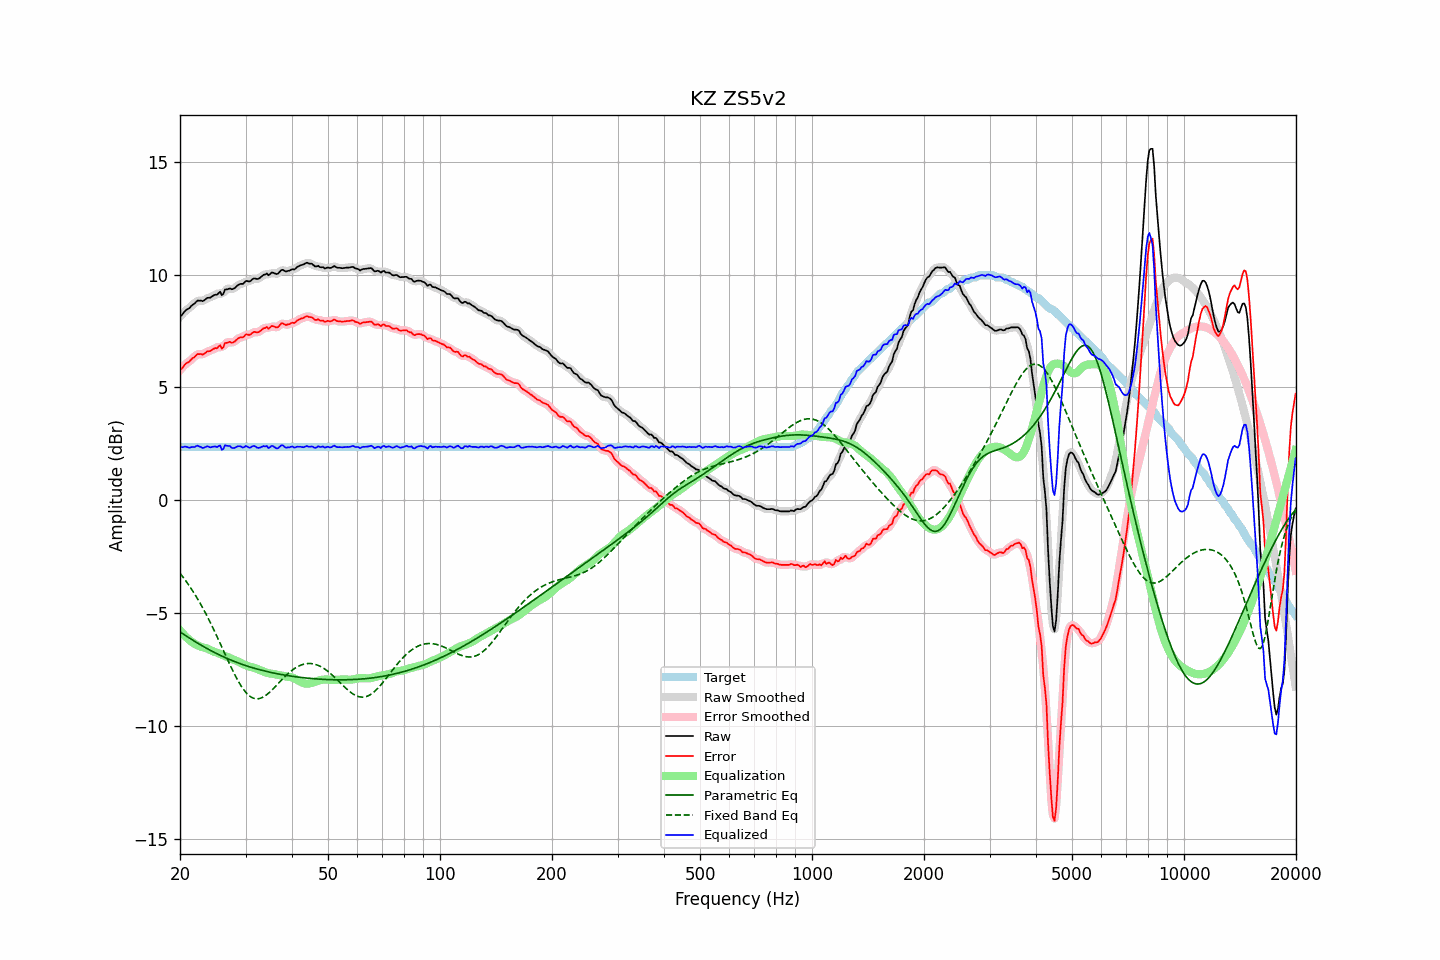 KZ ZS5v2
15
10
5
0
−5
−10
−15
Amplitude (dBr)
Target
Raw Smoothed
Error Smoothed
Raw
Error
Equalization
Parametric Eq
Fixed Band Eq
Equalized
20
50
100
200
500
1000
2000
5000
10000
20000
Frequency (Hz)